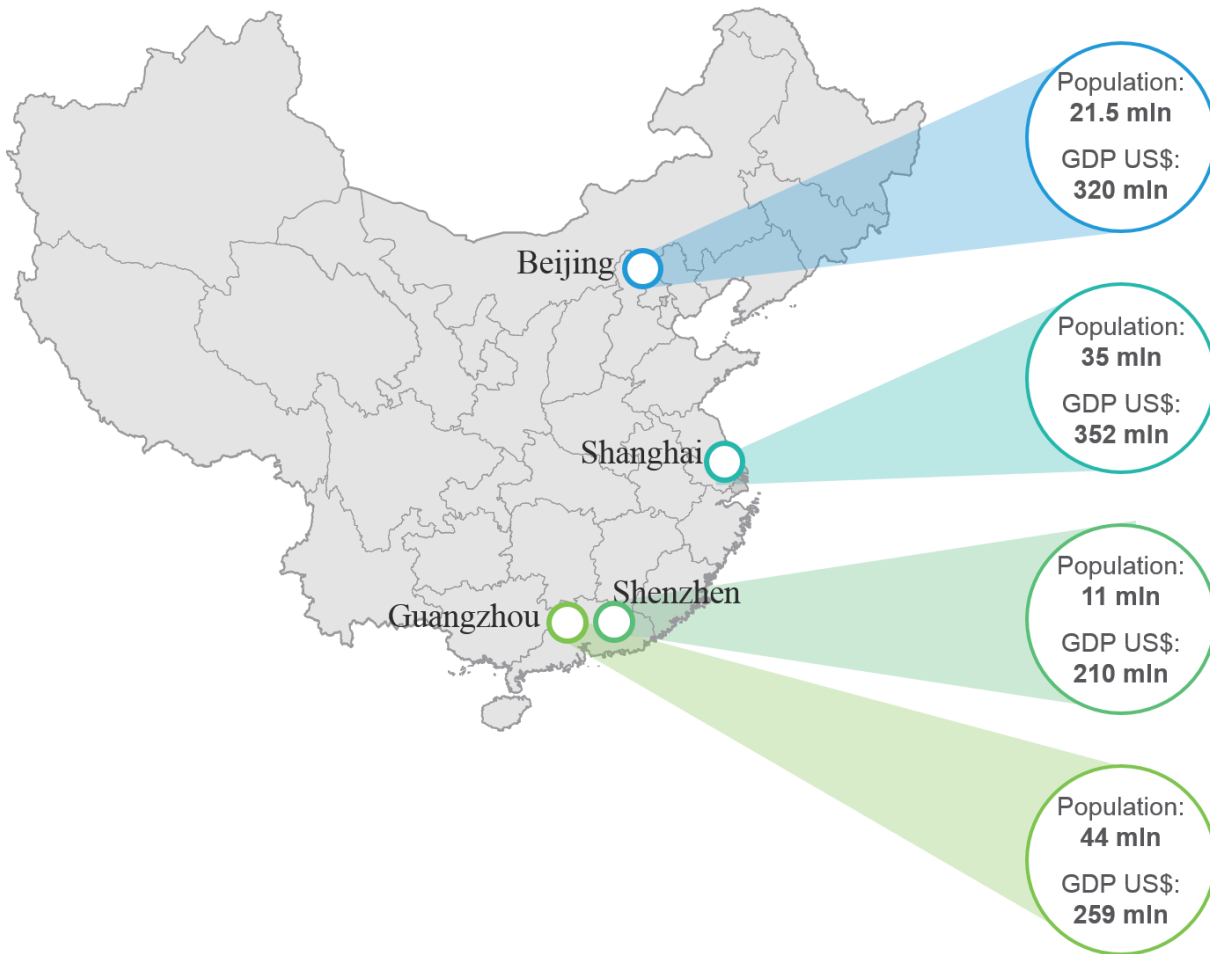 Population:
21.5 mln
GDP US$:
320 mln
Beijing
Population:
35 mln
GDP US$:
352 mln
Shanghai
Population:
11 mln
GDP US$:
210 mln
Shenzhen
Guangzhou
Population:
44 mln
GDP US$:
259 mln